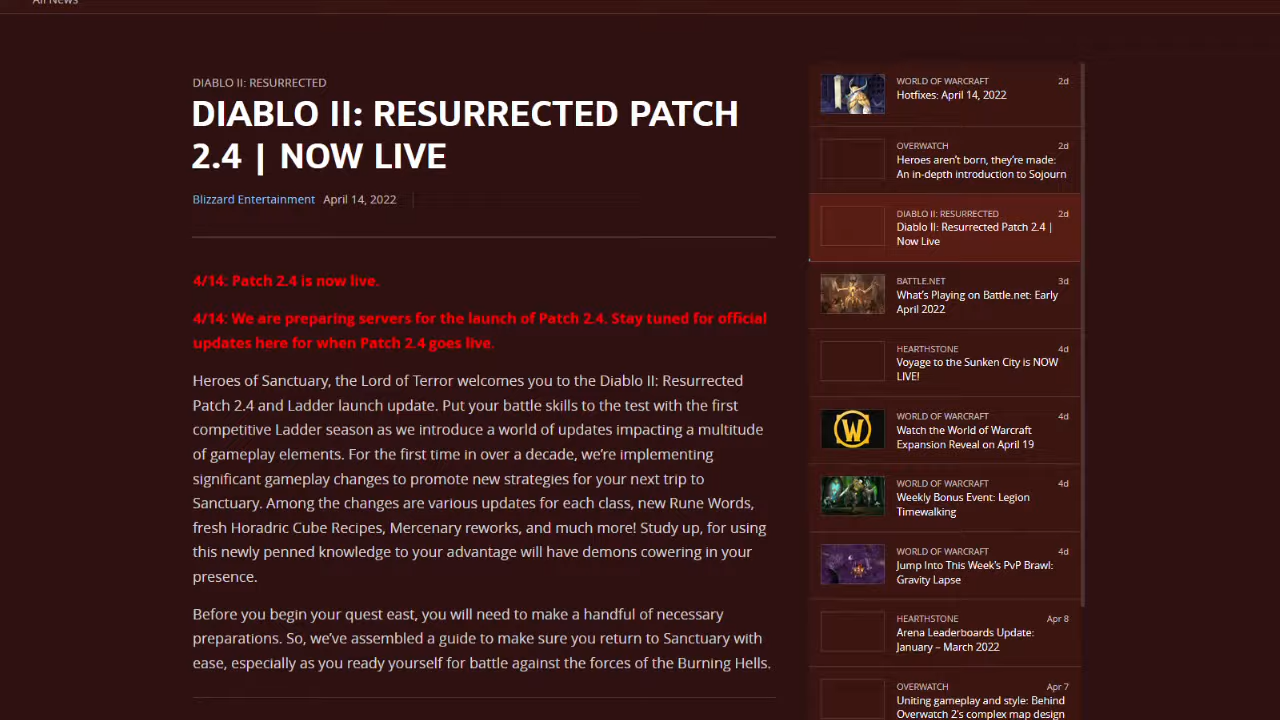 All News
DIABLO II: RESURRECTED
DIABLO II: RESURRECTED PATCH
2.4 | NOW LIVE
Blizzard Entertainment April 14, 2022
4/14: Patch 2.4 is now live.
4/14: We are preparing servers for the launch of Patch 2.4. Stay tuned for official
updates here for when Patch 2.4 goes live.
Heroes of Sanctuary, the Lord of Terror welcomes you to the Diablo II: Resurrected
Patch 2.4 and Ladder launch update. Put your battle skills to the test with the first
competitive Ladder season as we introduce a world of updates impacting a multitude
of gameplay elements. For the first time in over a decade, we’re implementing
significant gameplay changes to promote new strategies for your next trip to
Sanctuary. Among the changes are various updates for each class, new Rune Words,
fresh Horadric Cube Recipes, Mercenary reworks, and much more! Study up, for using
this newly penned knowledge to your advantage will have demons cowering in your
presence.
Before you begin your quest east, you will need to make a handful of necessary
preparations. So, we’ve assembled a guide to make sure you return to Sanctuary with
ease, especially as you ready yourself for battle against the forces of the Burning Hells.
WORLD OF WARCRAFT 2d
Hotfixes: April 14, 2022
OVERWATCH 2d
Heroes aren’t born, they’re made:
An in-depth introduction to Sojourn
DIABLO II: RESURRECTED 2d
Diablo II: Resurrected Patch 2.4 |
Now Live
BATTLE.NET 3d
What’s Playing on Battle.net: Early
April 2022
HEARTHSTONE 4d
Voyage to the Sunken City is NOW
LIVE!
WORLD OF WARCRAFT 4d
Watch the World of Warcraft
Expansion Reveal on April 19
WORLD OF WARCRAFT 4d
Weekly Bonus Event: Legion
Timewalking
WORLD OF WARCRAFT 4d
Jump Into This Week’s PvP Brawl:
Gravity Lapse
HEARTHSTONE Apr 8
Arena Leaderboards Update:
January – March 2022
OVERWATCH Apr 7
Uniting gameplay and style: Behind
Overwatch 2’s complex map design